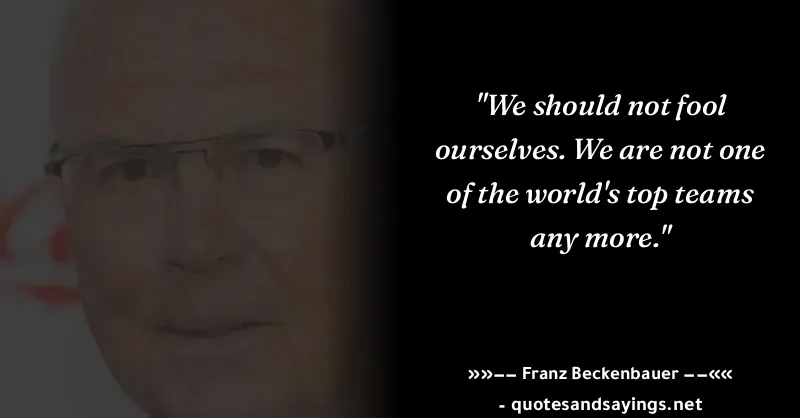 "We should not fool
ourselves. We are not one
of the world's top teams
any more."
»»−− Franz Beckenbauer −−««
- quotesandsayings.net